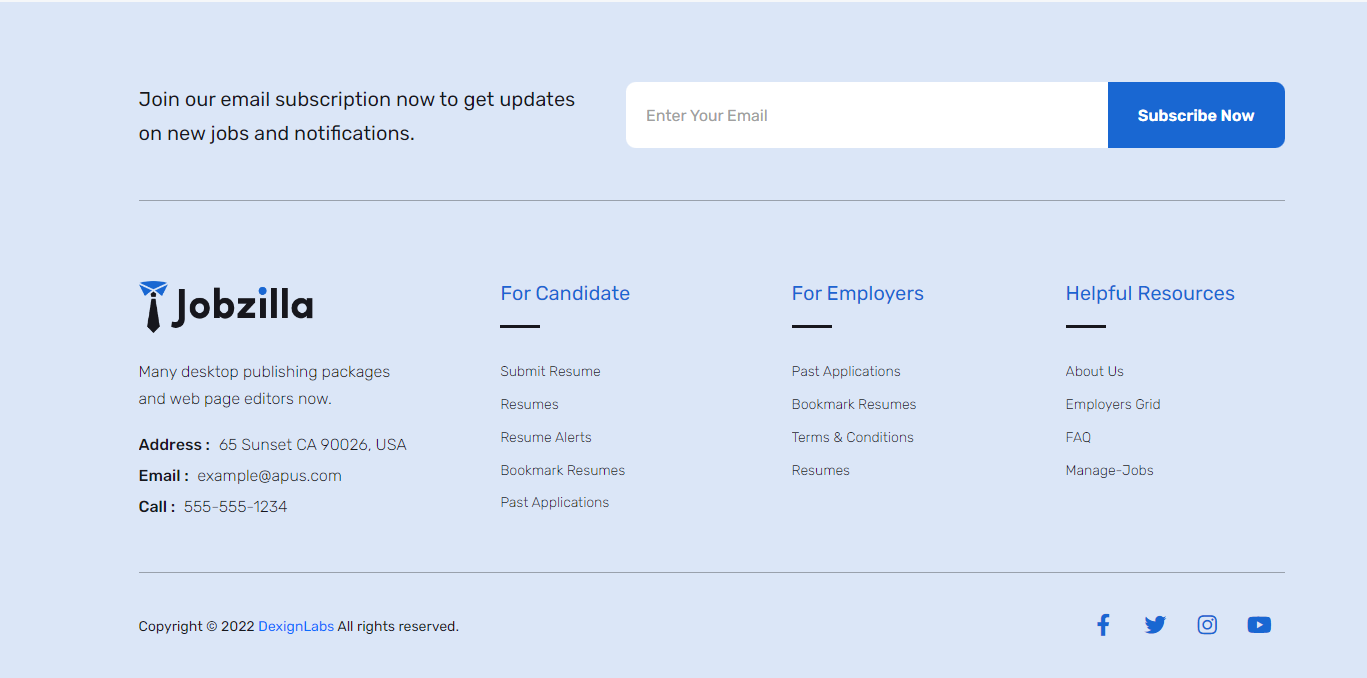 Join our email subscription now to get updates
on new jobs and notifications.
Enter Your Email
Subscribe Now
Jobzilla
Many desktop publishing packages
and web page editors now.
Address : 65 Sunset CA 90026, USA
Email : example@apus.com
Call : 555-555-1234
For Candidate
Submit Resume
Resumes
Resume Alerts
Bookmark Resumes
Past Applications
For Employers
Past Applications
Bookmark Resumes
Terms & Conditions
Resumes
Helpful Resources
About Us
Employers Grid
FAQ
Manage-Jobs
Copyright © 2022 DexignLabs All rights reserved.